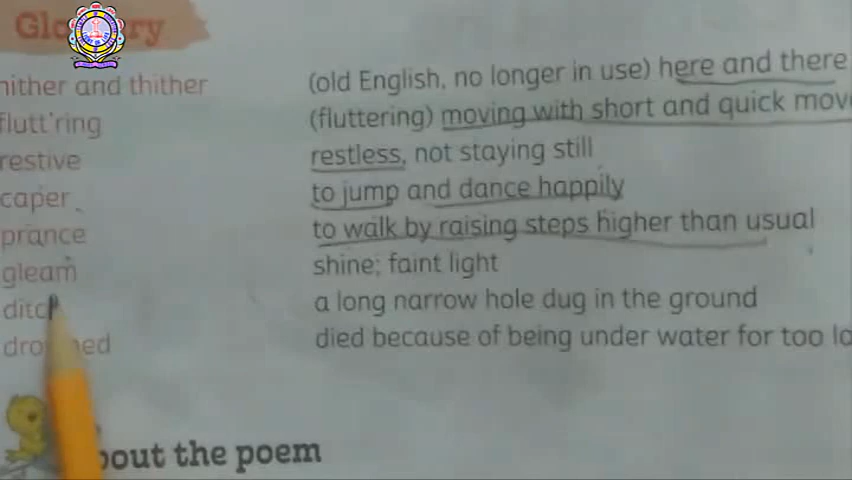 Glossary
hither and thither (old English, no longer in use) here and there
flutt'ring (fluttering) moving with short and quick
restive restless, not staying still
caper to jump and dance happily
prance to walk by raising steps higher than usual
gleam shine; faint light
ditch a long narrow hole dug in the ground
drowned died because of being under water for too
About the poem